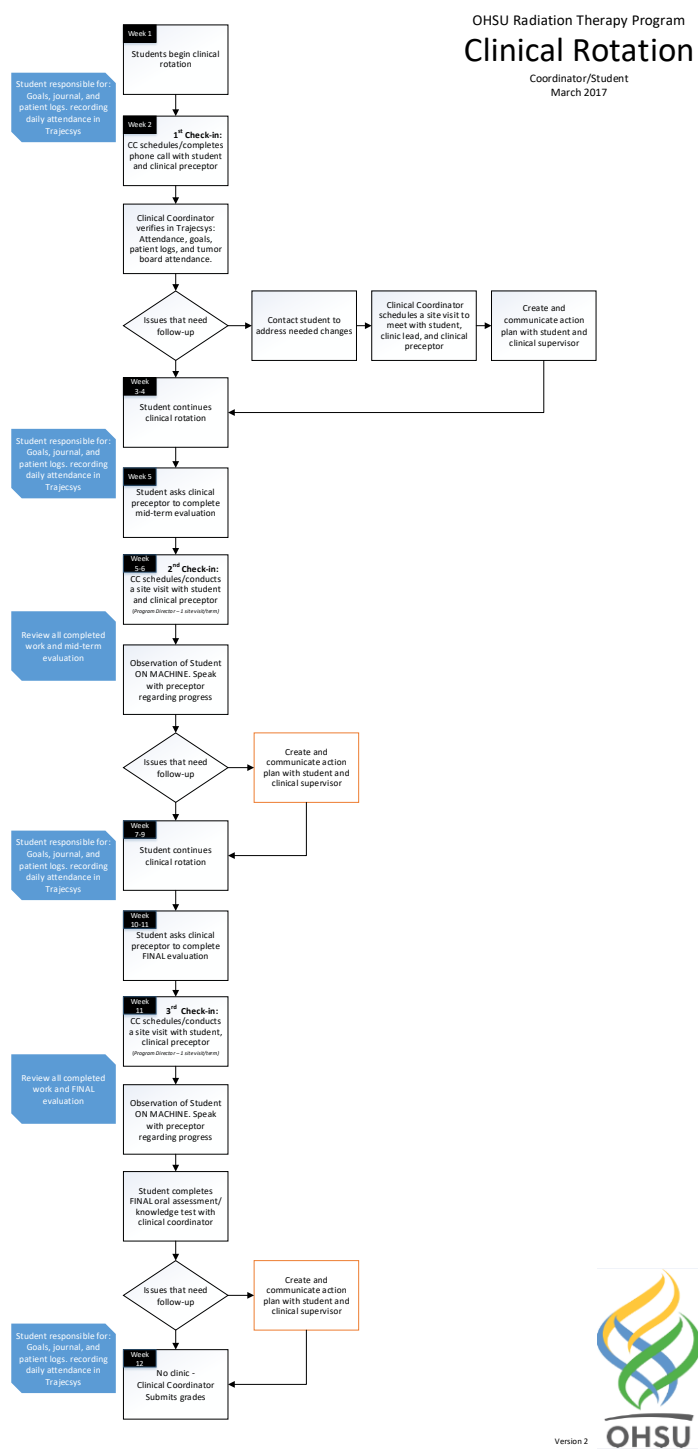 OHSU Radiation Therapy Program
Clinical Rotation
Coordinator/Student
March 2017
Week 1
Students begin clinical
rotation
Student responsible for:
Goals, journal, and
patient logs. recording
daily attendance in
Trajecsys
Week 2
1st Check-in:
CC schedules/completes
phone call with student
and clinical preceptor
Clinical Coordinator
verifies in Trajecsys:
Attendance, goals,
patient logs, and tumor
board attendance.
Issues that need
follow-up
Contact student to
address needed changes
Clinical Coordinator
schedules a site visit to
meet with student,
clinic lead, and clinical
preceptor
Create and
communicate action
plan with student and
clinical supervisor
Week
3-4
Student continues
clinical rotation
Student responsible for:
Goals, journal, and
patient logs. recording
daily attendance in
Trajecsys
Week 5
Student asks clinical
preceptor to complete
mid-term evaluation
Week
5-6
2nd Check-in:
CC schedules/conducts
a site visit with student
and clinical preceptor
(Program Director – 1 site visit/term)
Review all completed
work and mid-term
evaluation
Observation of Student
ON MACHINE. Speak
with preceptor
regarding progress
Issues that need
follow-up
Create and
communicate action
plan with student and
clinical supervisor
Week
7-9
Student continues
clinical rotation
Student responsible for:
Goals, journal, and
patient logs. recording
daily attendance in
Trajecsys
Week
10-11
Student asks clinical
preceptor to complete
FINAL evaluation
Week
11
3rd Check-in:
CC schedules/conducts
a site visit with student,
clinical preceptor
(Program Director – 1 site visit/term)
Review all completed
work and FINAL
evaluation
Observation of Student
ON MACHINE. Speak
with preceptor
regarding progress
Student completes
FINAL oral assessment/
knowledge test with
clinical coordinator
Issues that need
follow-up
Create and
communicate action
plan with student and
clinical supervisor
Student responsible for:
Goals, journal, and
patient logs. recording
daily attendance in
Trajecsys
Week
12
No clinic -
Clinical Coordinator
Submits grades
Version 2
OHSU